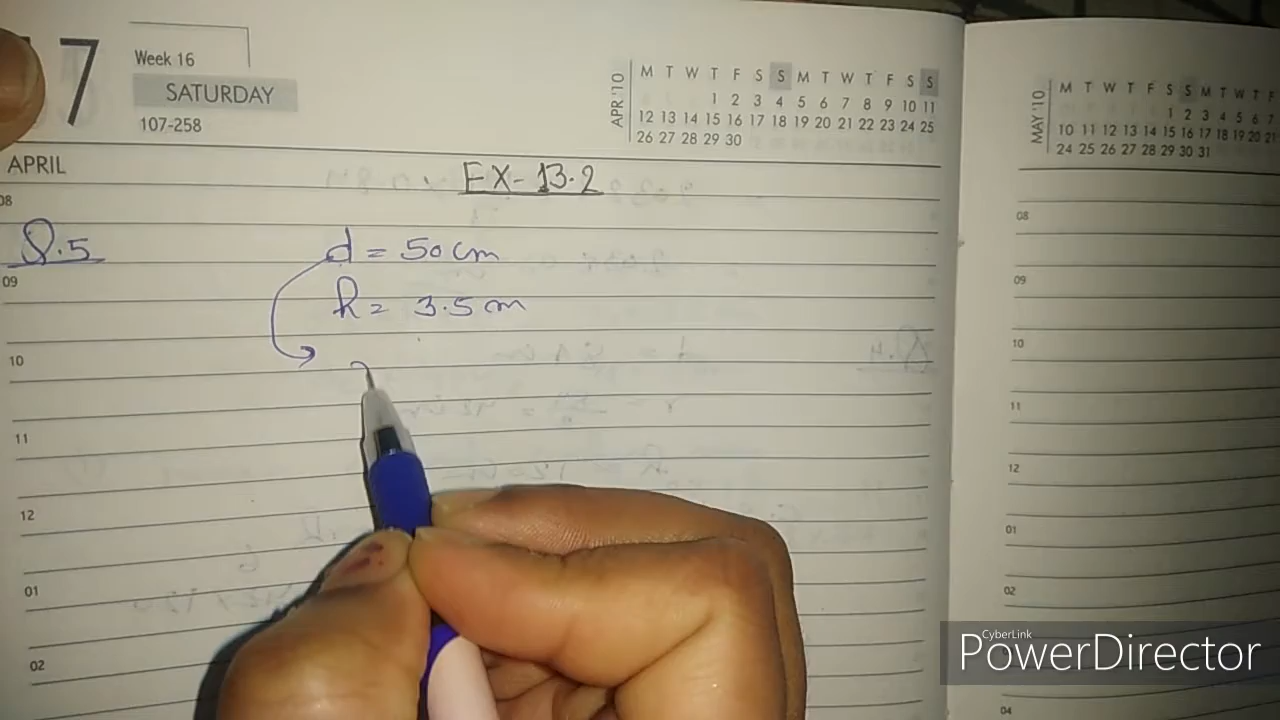 17
Week 16
SATURDAY
107-258
APRIL
APR '10
M T W T F S S M T W T F S S
1 2 3 4 5 6 7 8 9 10 11
12 13 14 15 16 17 18 19 20 21 22 23 24 25
26 27 28 29 30
MAY '10
M T W T F S S M T W T F
1 2 3 4 5 6 7
10 11 12 13 14 15 16 17 18 19 20 21
24 25 26 27 28 29 30 31
EX-13.2
08
Q.5
d = 50 cm
09
h = 3.5 m
10
11
12
01
02
08
09
10
11
12
01
02
04
CyberLink
PowerDirector